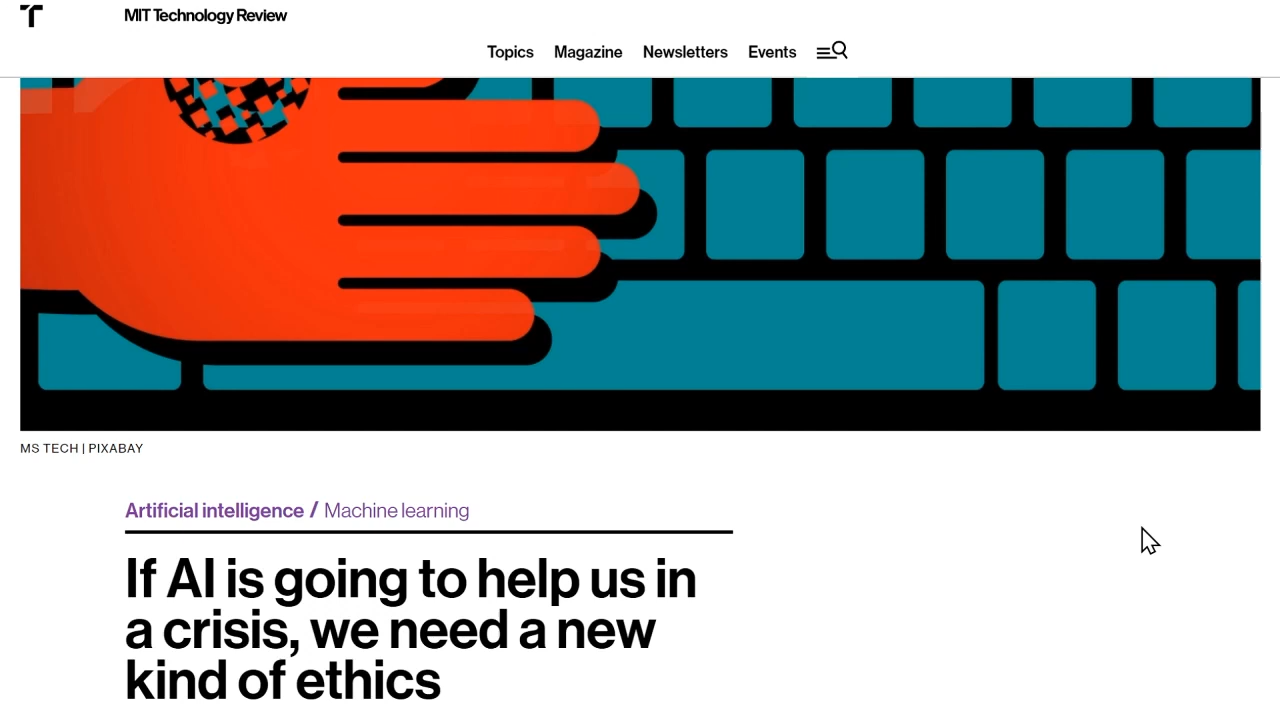 MIT Technology Review
Topics Magazine Newsletters Events
MS TECH | PIXABAY
Artificial intelligence / Machine learning
If AI is going to help us in
a crisis, we need a new
kind of ethics